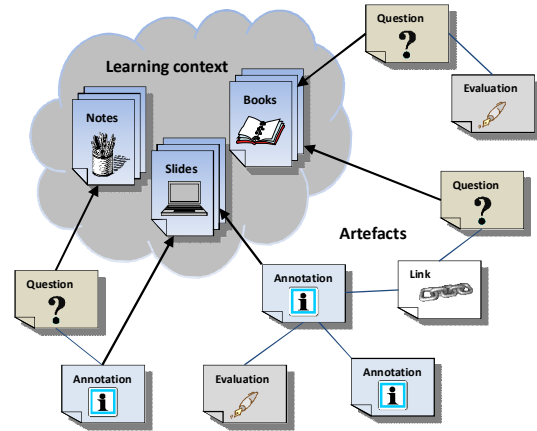 Question
?
Learning context
Evaluation
Books
Notes
Slides
Question
?
Artefacts
Question
?
Annotation
i
Link
Annotation
i
Evaluation
Annotation
i